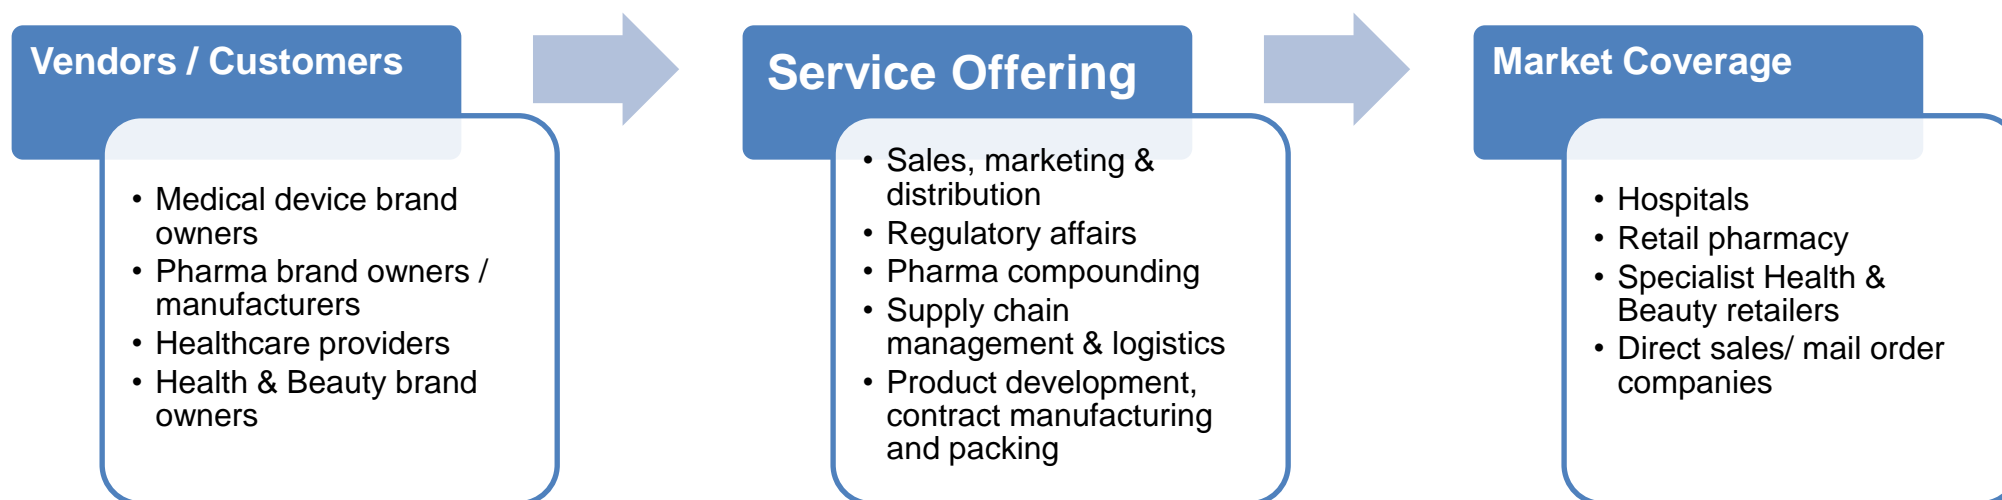 Vendors / Customers
• Medical device brand
owners
• Pharma brand owners /
manufacturers
• Healthcare providers
• Health & Beauty brand
owners
Service Offering
• Sales, marketing &
distribution
• Regulatory affairs
• Pharma compounding
• Supply chain
management & logistics
• Product development,
contract manufacturing
and packing
Market Coverage
• Hospitals
• Retail pharmacy
• Specialist Health &
Beauty retailers
• Direct sales/ mail order
companies